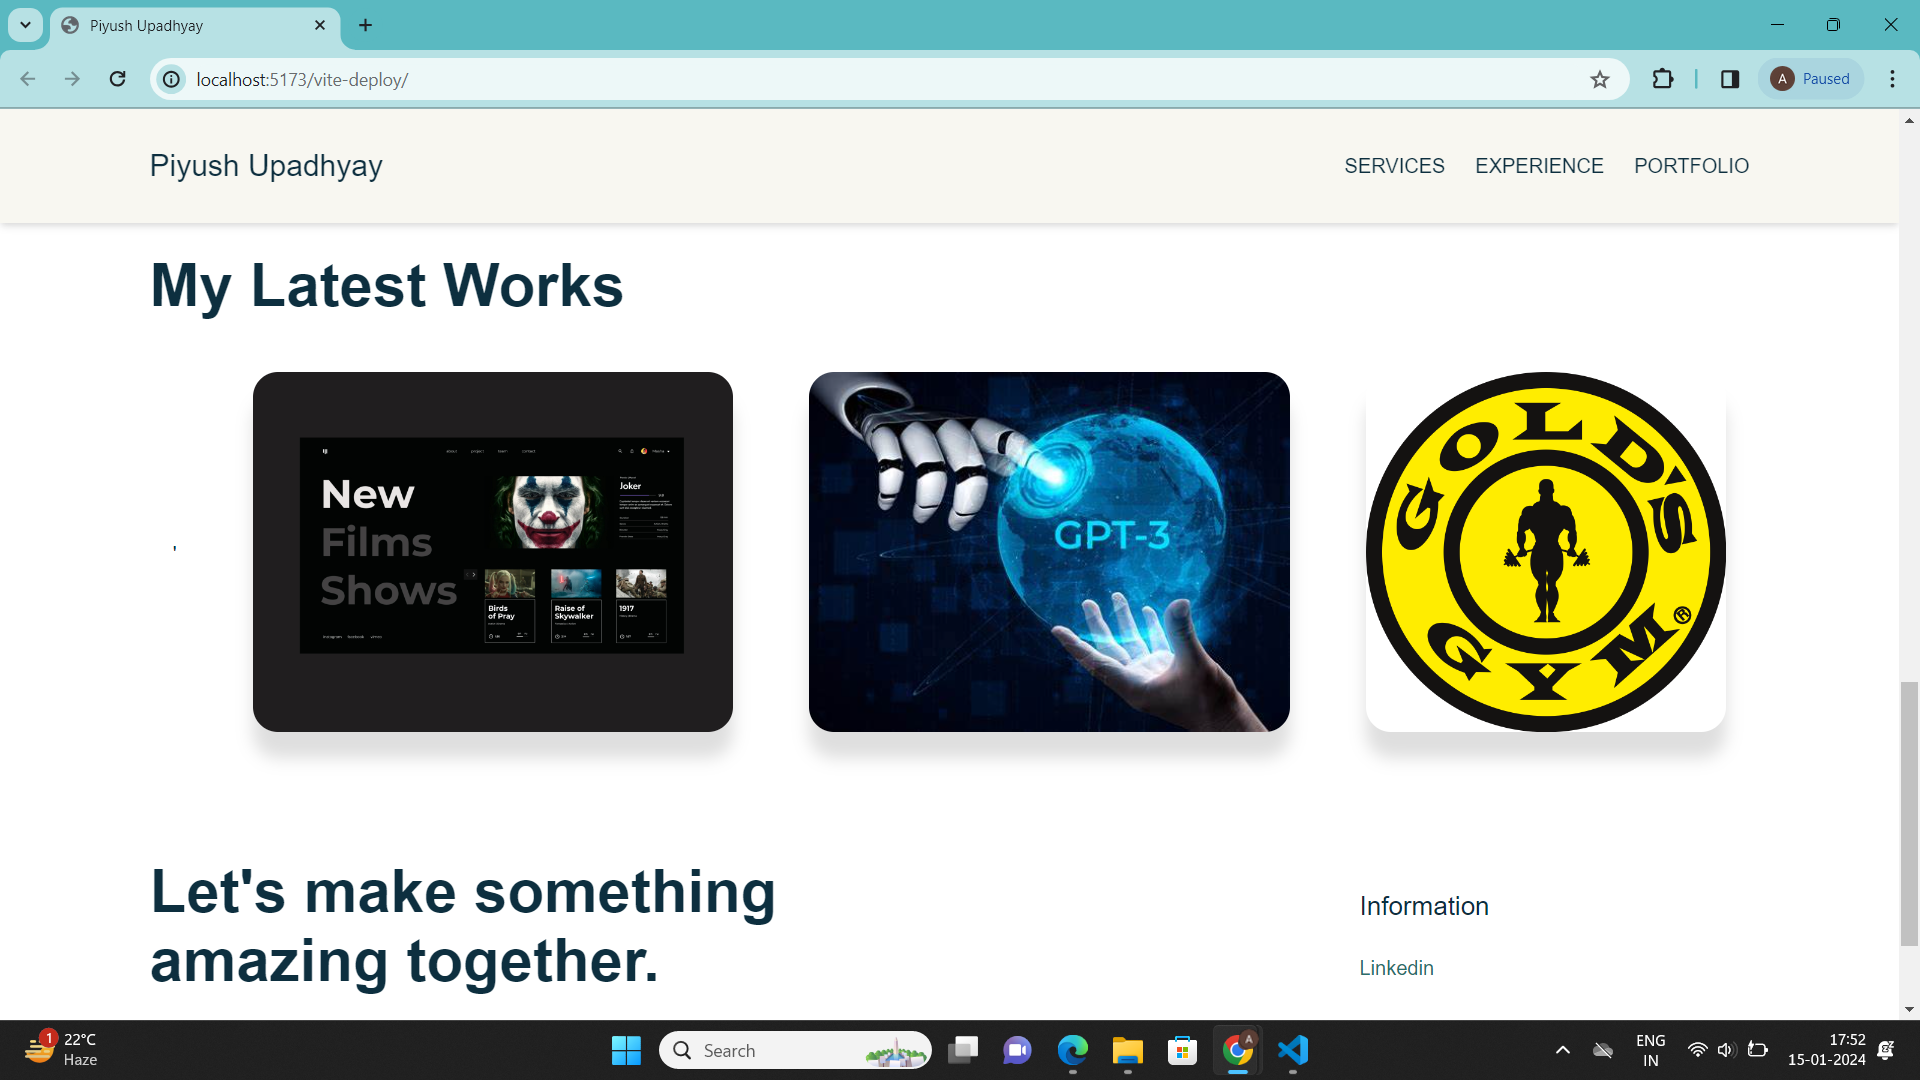 Piyush Upadhyay
localhost:5173/vite-deploy/
A Paused
Piyush Upadhyay
SERVICES EXPERIENCE PORTFOLIO
My Latest Works
'
New
Films
Shows
Joker
Birds
of Pray
Raise of
Skywalker
1917
GPT-3
GOLD'S
GYM®
Let's make something
amazing together.
Information
Linkedin
1
22°C
Haze
Search
A
ENG
IN
17:52
15-01-2024